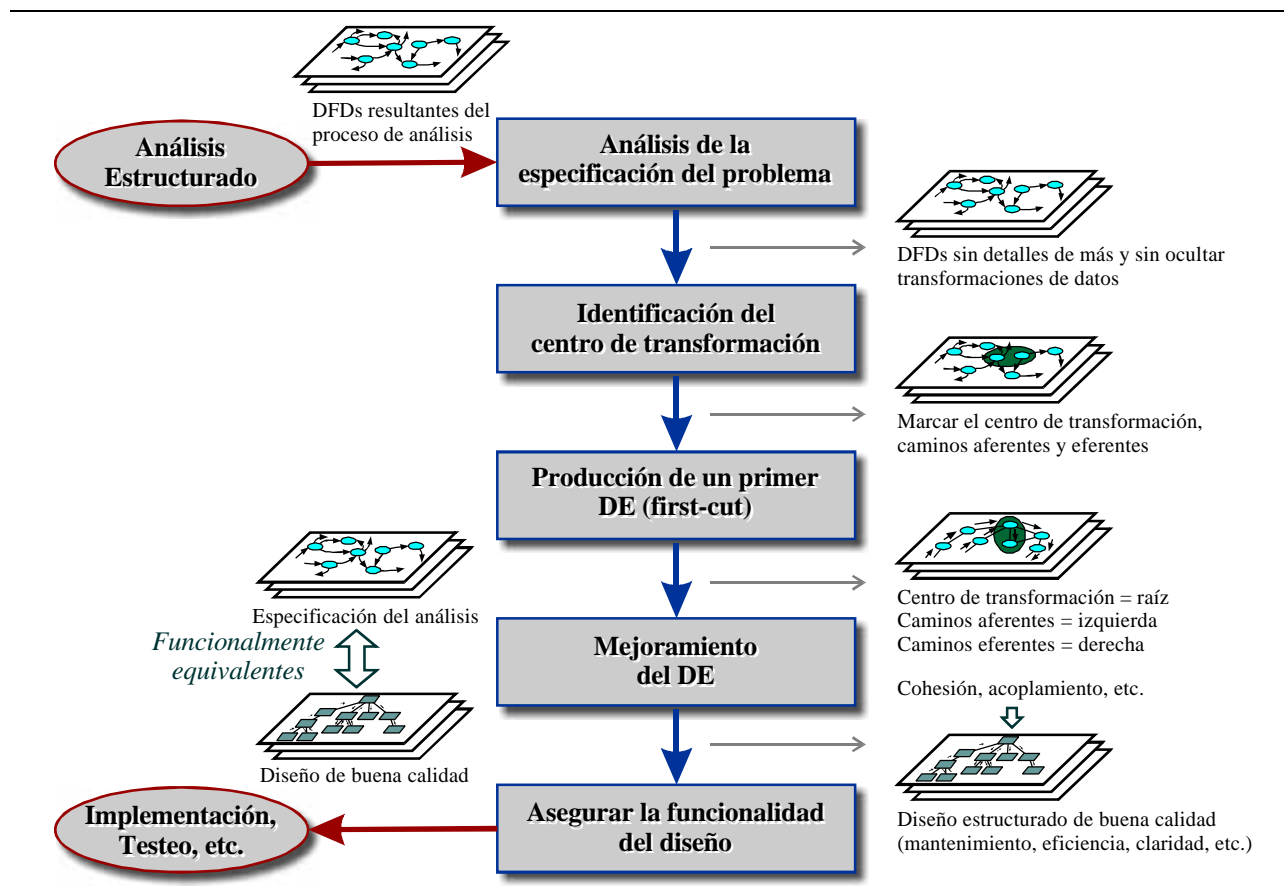 DFDs resultantes del
proceso de análisis
Análisis
Estructurado
Análisis de la
especificación del problema
DFDs sin detalles de más y sin ocultar
transformaciones de datos
Identificación del
centro de transformación
Marcar el centro de transformación,
caminos aferentes y eferentes
Producción de un primer
DE (first-cut)
Centro de transformación = raíz
Caminos aferentes = izquierda
Caminos eferentes = derecha
Especificación del análisis
Funcionalmente
equivalentes
Diseño de buena calidad
Mejoramiento
del DE
Cohesión, acoplamiento, etc.
Diseño estructurado de buena calidad
(mantenimiento, eficiencia, claridad, etc.)
Asegurar la funcionalidad
del diseño
Implementación,
Testeo, etc.